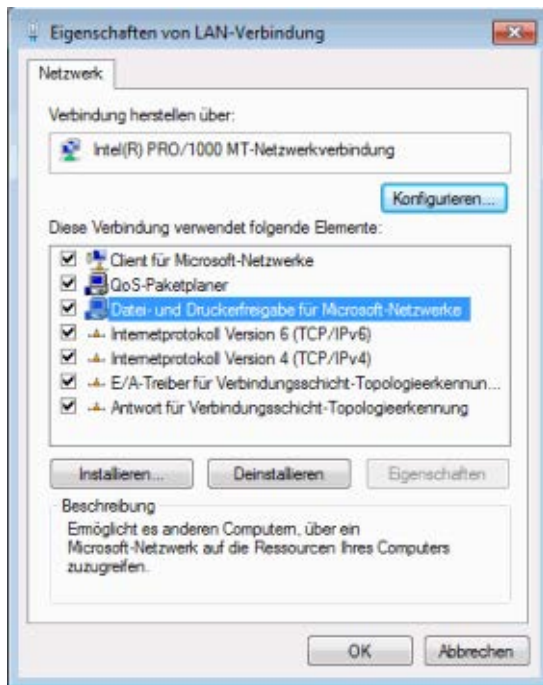 Eigenschaften von LAN-Verbindung
Netzwerk
Verbindung herstellen über:
Intel(R) PRO/1000 MT-Netzwerkverbindung
Konfigurieren...
Diese Verbindung verwendet folgende Elemente:
Client für Microsoft-Netzwerke
QoS-Paketplaner
Datei- und Druckerfreigabe für Microsoft-Netzwerke
Internetprotokoll Version 6 (TCP/IPv6)
Internetprotokoll Version 4 (TCP/IPv4)
E/A-Treiber für Verbindungsschicht-Topologieerkennun...
Antwort für Verbindungsschicht-Topologieerkennung
Installieren... Deinstallieren Eigenschaften
Beschreibung
Ermöglicht es anderen Computern, über ein
Microsoft-Netzwerk auf die Ressourcen Ihres Computers
zuzugreifen.
OK Abbrechen